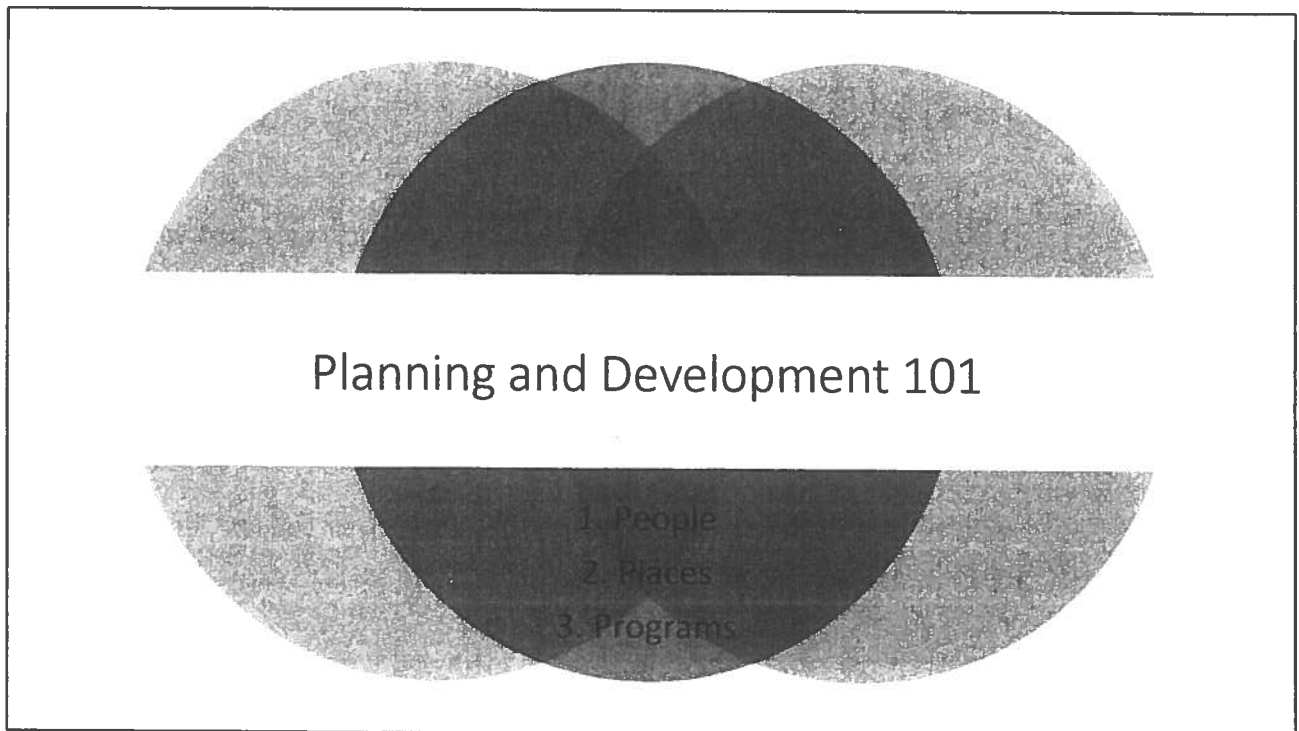 Planning and Development 101
1. People
2. Places
3. Programs